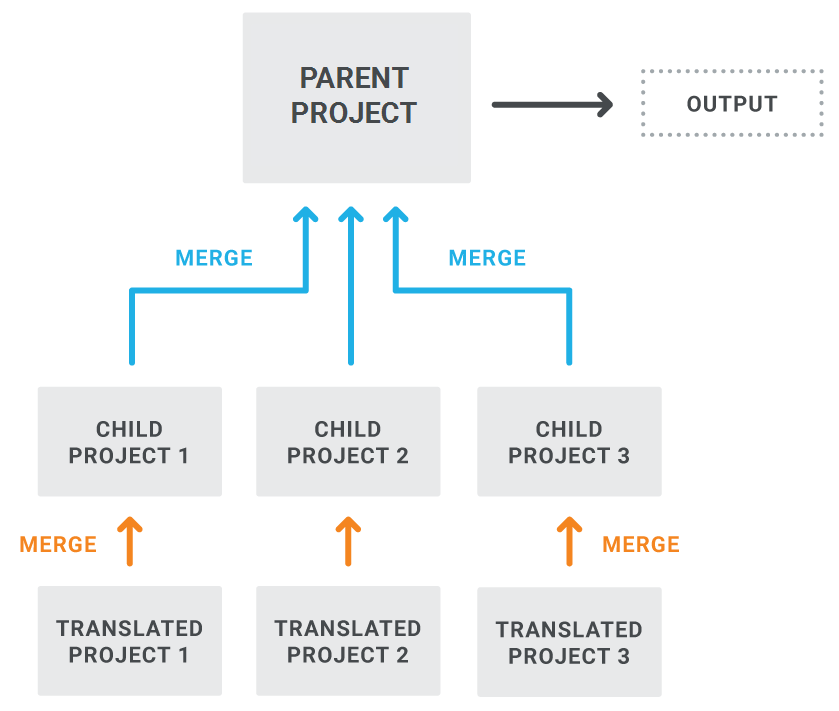 PARENT
PROJECT
OUTPUT
MERGE
MERGE
CHILD
PROJECT 1
CHILD
PROJECT 2
CHILD
PROJECT 3
MERGE
MERGE
TRANSLATED
PROJECT 1
TRANSLATED
PROJECT 2
TRANSLATED
PROJECT 3